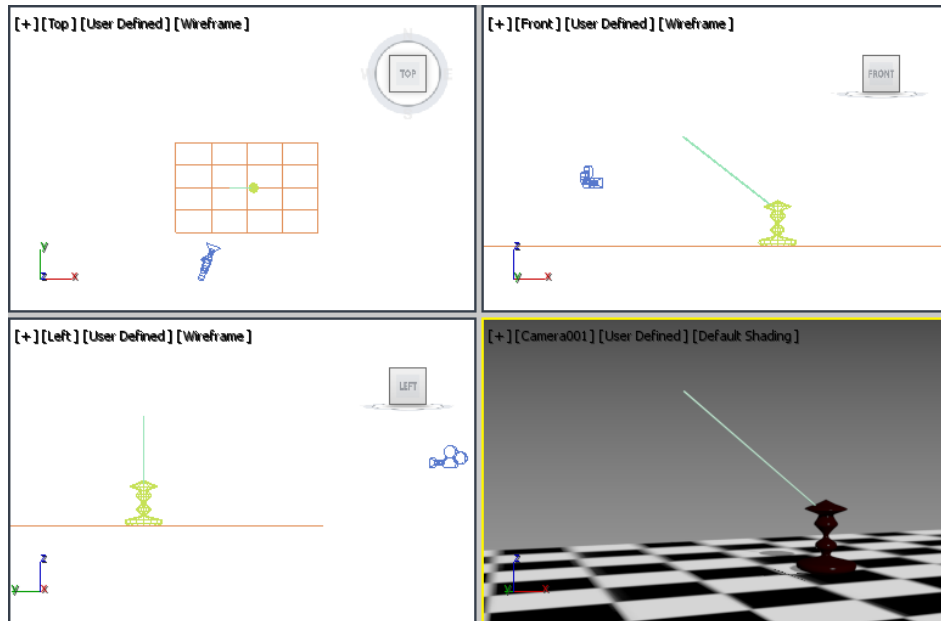 [+] [Top] [User Defined] [Wireframe]
N
W
TOP
E
S
y
z
x
[+] [Front] [User Defined] [Wireframe]
FRONT
z
y
x
[+] [Left] [User Defined] [Wireframe]
LEFT
z
y
x
[+] [Camera001] [User Defined] [Default Shading]
z
y
x